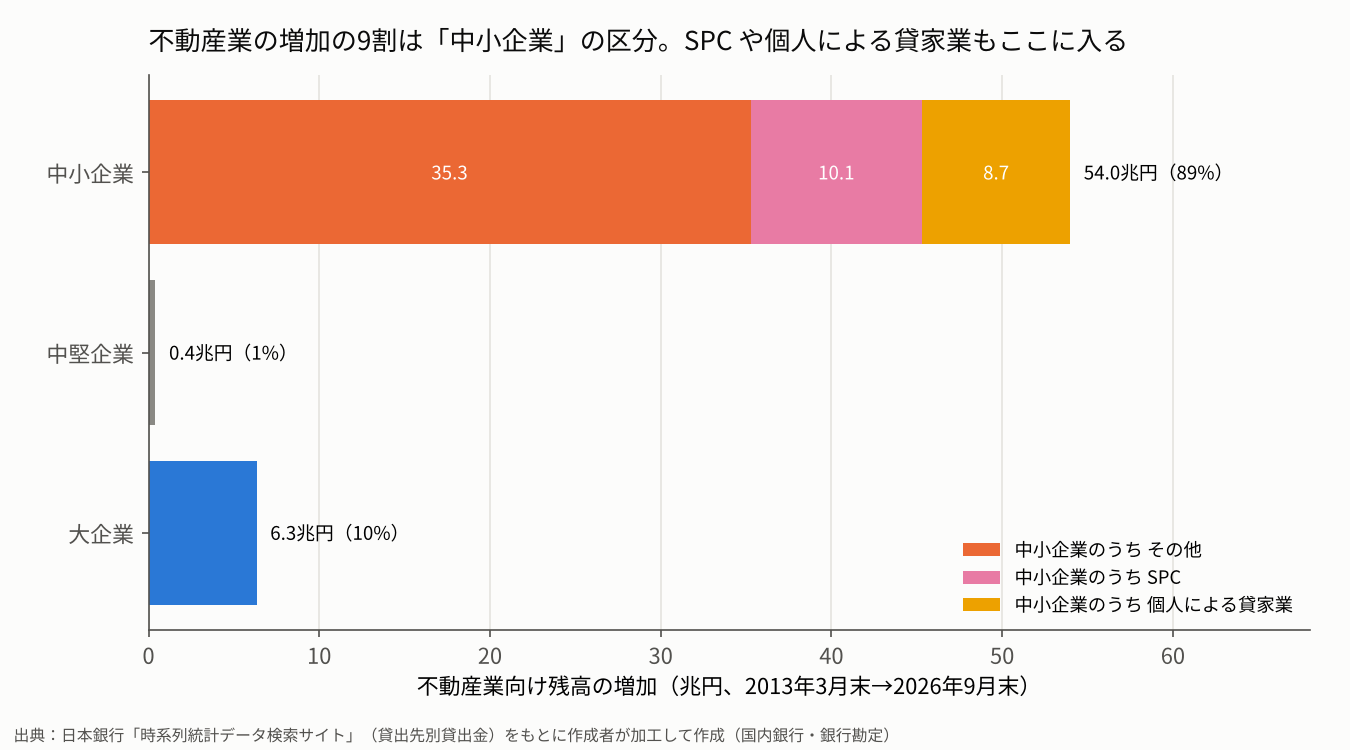 不動産業の増加の9割は「中小企業」の区分。SPC や個人による貸家業もここに入る
中小企業
35.3
10.1
8.7
54.0兆円（89%）
中堅企業
0.4兆円（1%）
大企業
6.3兆円（10%）
中小企業のうち その他
中小企業のうち SPC
中小企業のうち 個人による貸家業
0
10
20
30
40
50
60
不動産業向け残高の増加（兆円、2013年3月末→2026年9月末）
出典：日本銀行「時系列統計データ検索サイト」（貸出先別貸出金）をもとに作成者が加工して作成（国内銀行・銀行勘定）